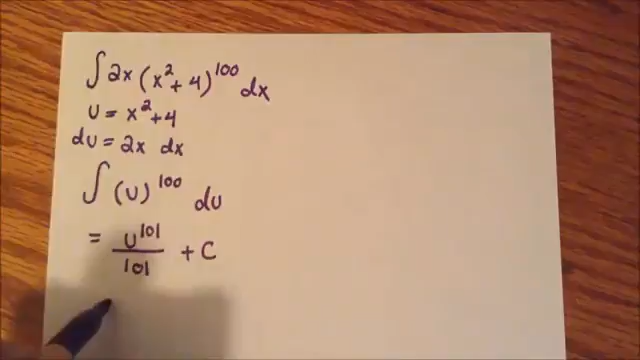 ∫ 2x (x² + 4)¹⁰⁰ dx
u = x² + 4
du = 2x dx
∫ (u)¹⁰⁰ du
= u¹⁰¹/101 + C